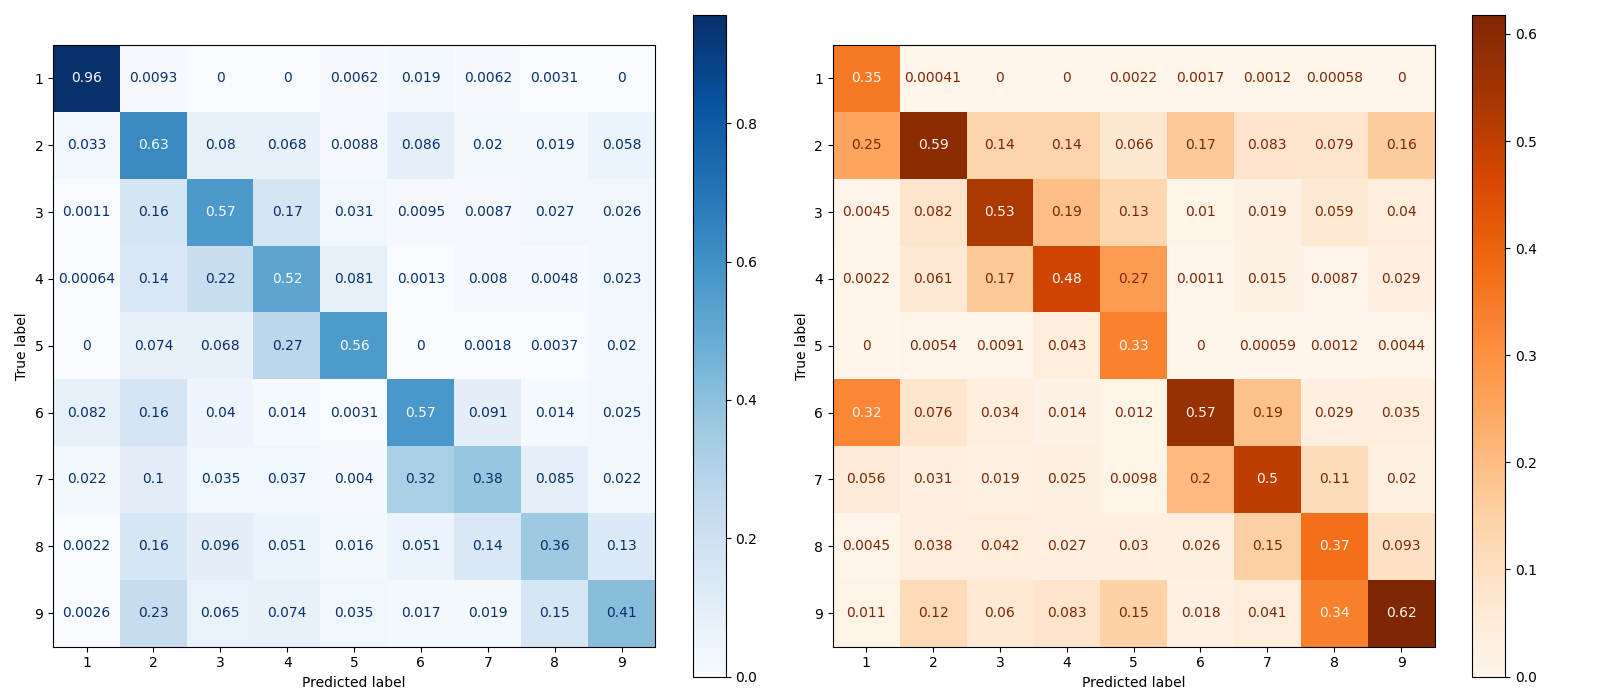 1 0.96 0.0093 0 0 0.0062 0.019 0.0062 0.0031 0
2 0.033 0.63 0.08 0.068 0.0088 0.086 0.02 0.019 0.058
3 0.0011 0.16 0.57 0.17 0.031 0.0095 0.0087 0.027 0.026
4 0.00064 0.14 0.22 0.52 0.081 0.0013 0.008 0.0048 0.023
5 0 0.074 0.068 0.27 0.56 0 0.0018 0.0037 0.02
6 0.082 0.16 0.04 0.014 0.0031 0.57 0.091 0.014 0.025
7 0.022 0.1 0.035 0.037 0.004 0.32 0.38 0.085 0.022
8 0.0022 0.16 0.096 0.051 0.016 0.051 0.14 0.36 0.13
9 0.0026 0.23 0.065 0.074 0.035 0.017 0.019 0.15 0.41
1 2 3 4 5 6 7 8 9
Predicted label
True label
0.8
0.6
0.4
0.2
0.0
1 0.35 0.00041 0 0 0.0022 0.0017 0.0012 0.00058 0
2 0.25 0.59 0.14 0.14 0.066 0.17 0.083 0.079 0.16
3 0.0045 0.082 0.53 0.19 0.13 0.01 0.019 0.059 0.04
4 0.0022 0.061 0.17 0.48 0.27 0.0011 0.015 0.0087 0.029
5 0 0.0054 0.0091 0.043 0.33 0 0.00059 0.0012 0.0044
6 0.32 0.076 0.034 0.014 0.012 0.57 0.19 0.029 0.035
7 0.056 0.031 0.019 0.025 0.0098 0.2 0.5 0.11 0.02
8 0.0045 0.038 0.042 0.027 0.03 0.026 0.15 0.37 0.093
9 0.011 0.12 0.06 0.083 0.15 0.018 0.041 0.34 0.62
1 2 3 4 5 6 7 8 9
Predicted label
True label
0.6
0.5
0.4
0.3
0.2
0.1
0.0